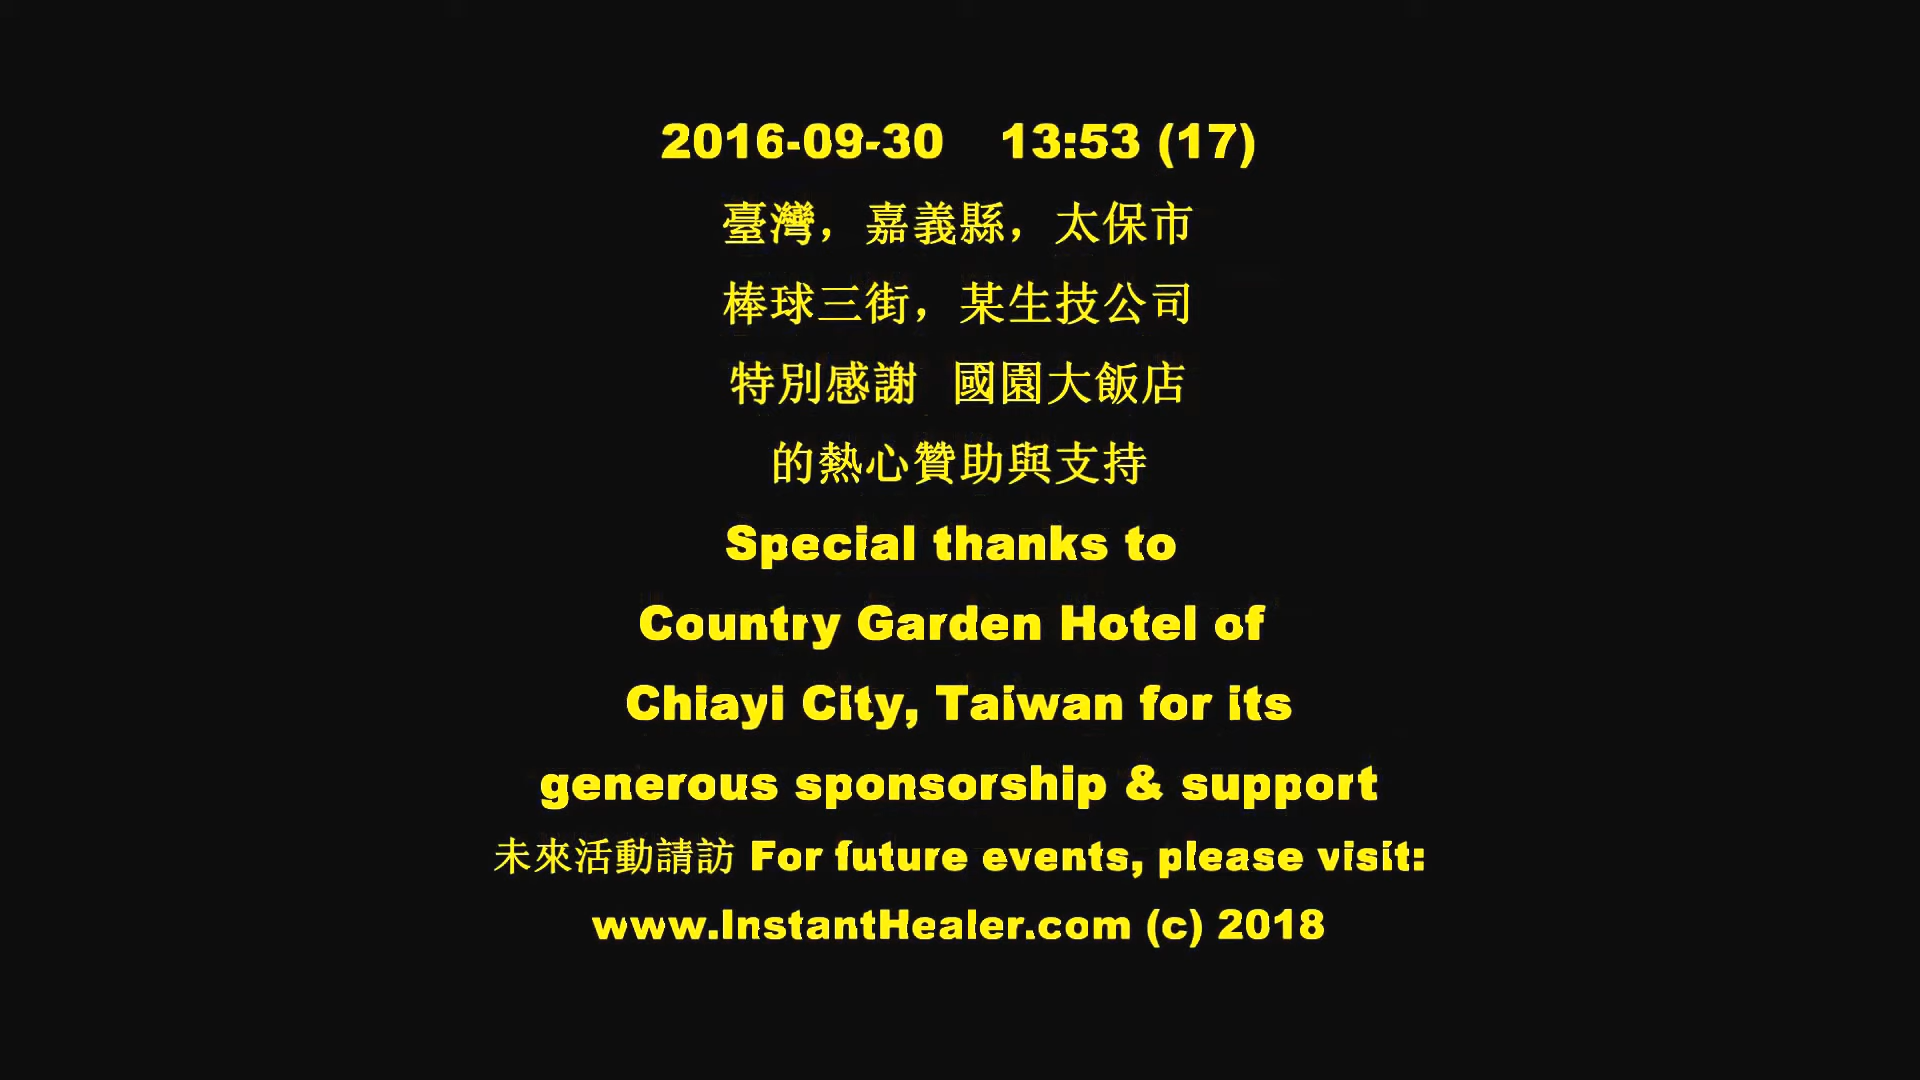 2016-09-30 13:53 (17)
臺灣，嘉義縣，太保市
棒球三街，某生技公司
特別感謝 國園大飯店
的熱心贊助與支持
Special thanks to
Country Garden Hotel of
Chiayi City, Taiwan for its
generous sponsorship & support
未來活動請訪 For future events, please visit:
www.InstantHealer.com (c) 2018